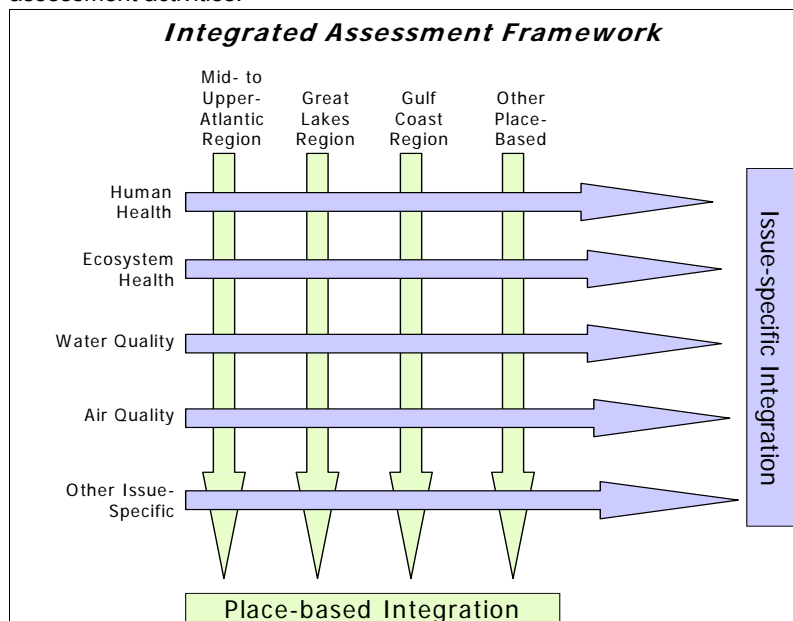 assessment activities.
Integrated Assessment Framework
Mid- to
Upper-
Atlantic
Region
Great
Lakes
Region
Gulf
Coast
Region
Other
Place-
Based
Human
Health
Ecosystem
Health
Water Quality
Air Quality
Other Issue-
Specific
Issue-specific Integration
Place-based Integration